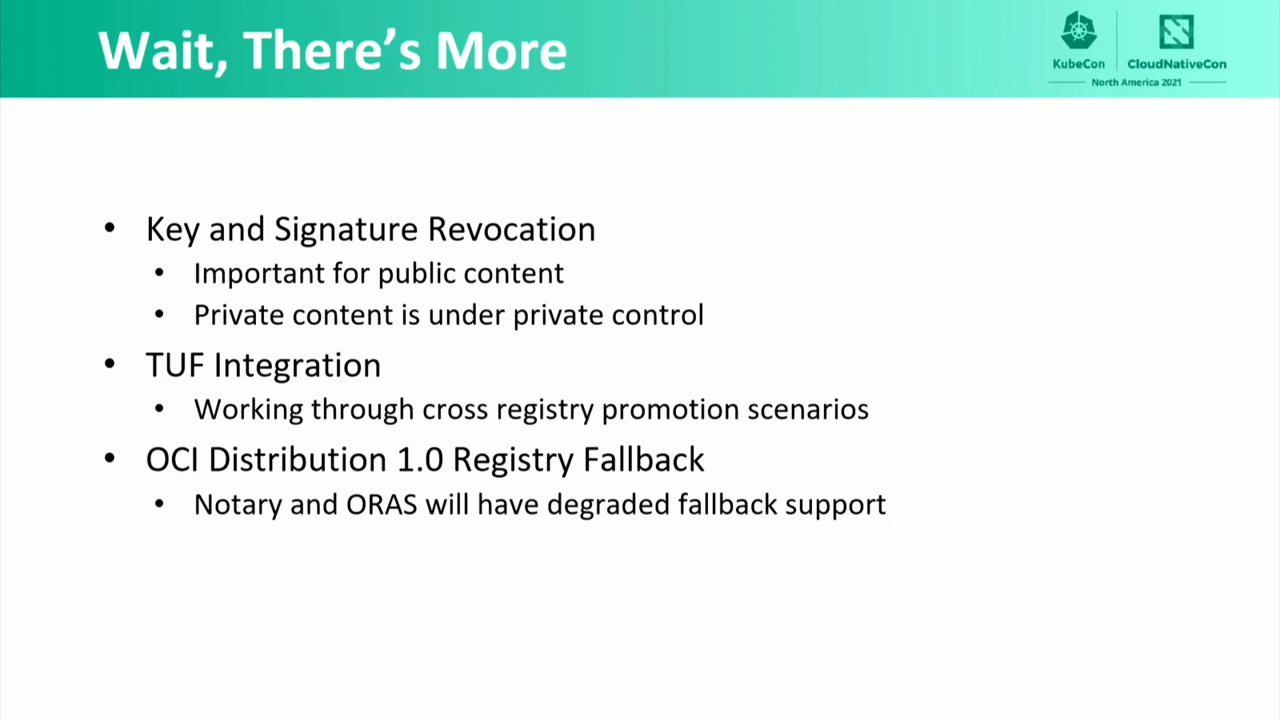 Wait, There’s More
KubeCon
CloudNativeCon
North America 2021
• Key and Signature Revocation
• Important for public content
• Private content is under private control
• TUF Integration
• Working through cross registry promotion scenarios
• OCI Distribution 1.0 Registry Fallback
• Notary and ORAS will have degraded fallback support